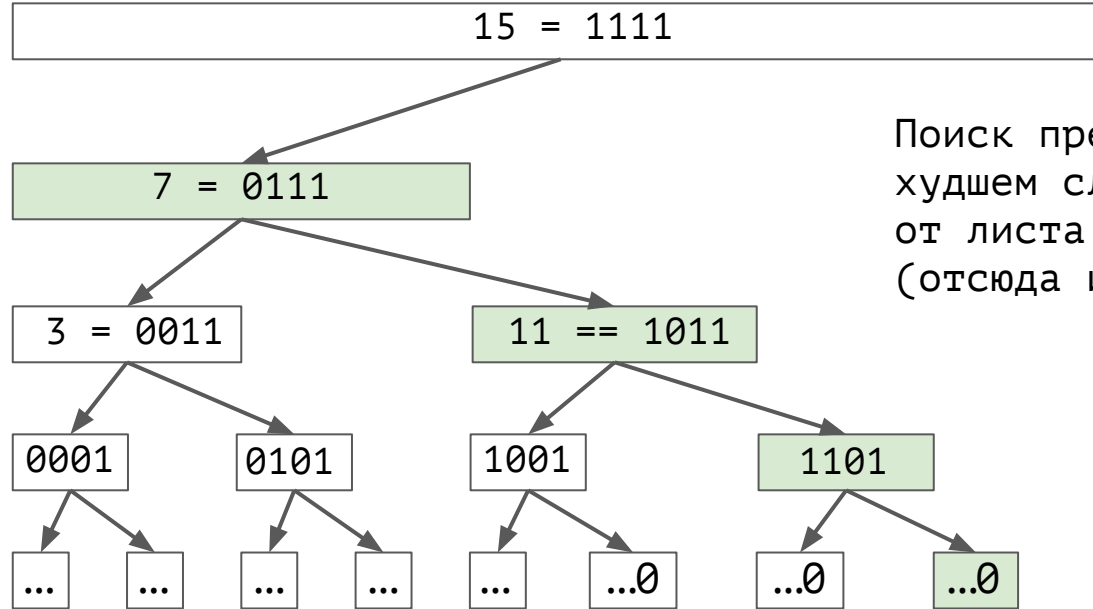 15 = 1111
Поиск пре
худшем сл
от листа
(отсюда и
7 = 0111
3 = 0011
11 == 1011
0001
0101
1001
1101
...
...
...
...
...
...0
...0
...0